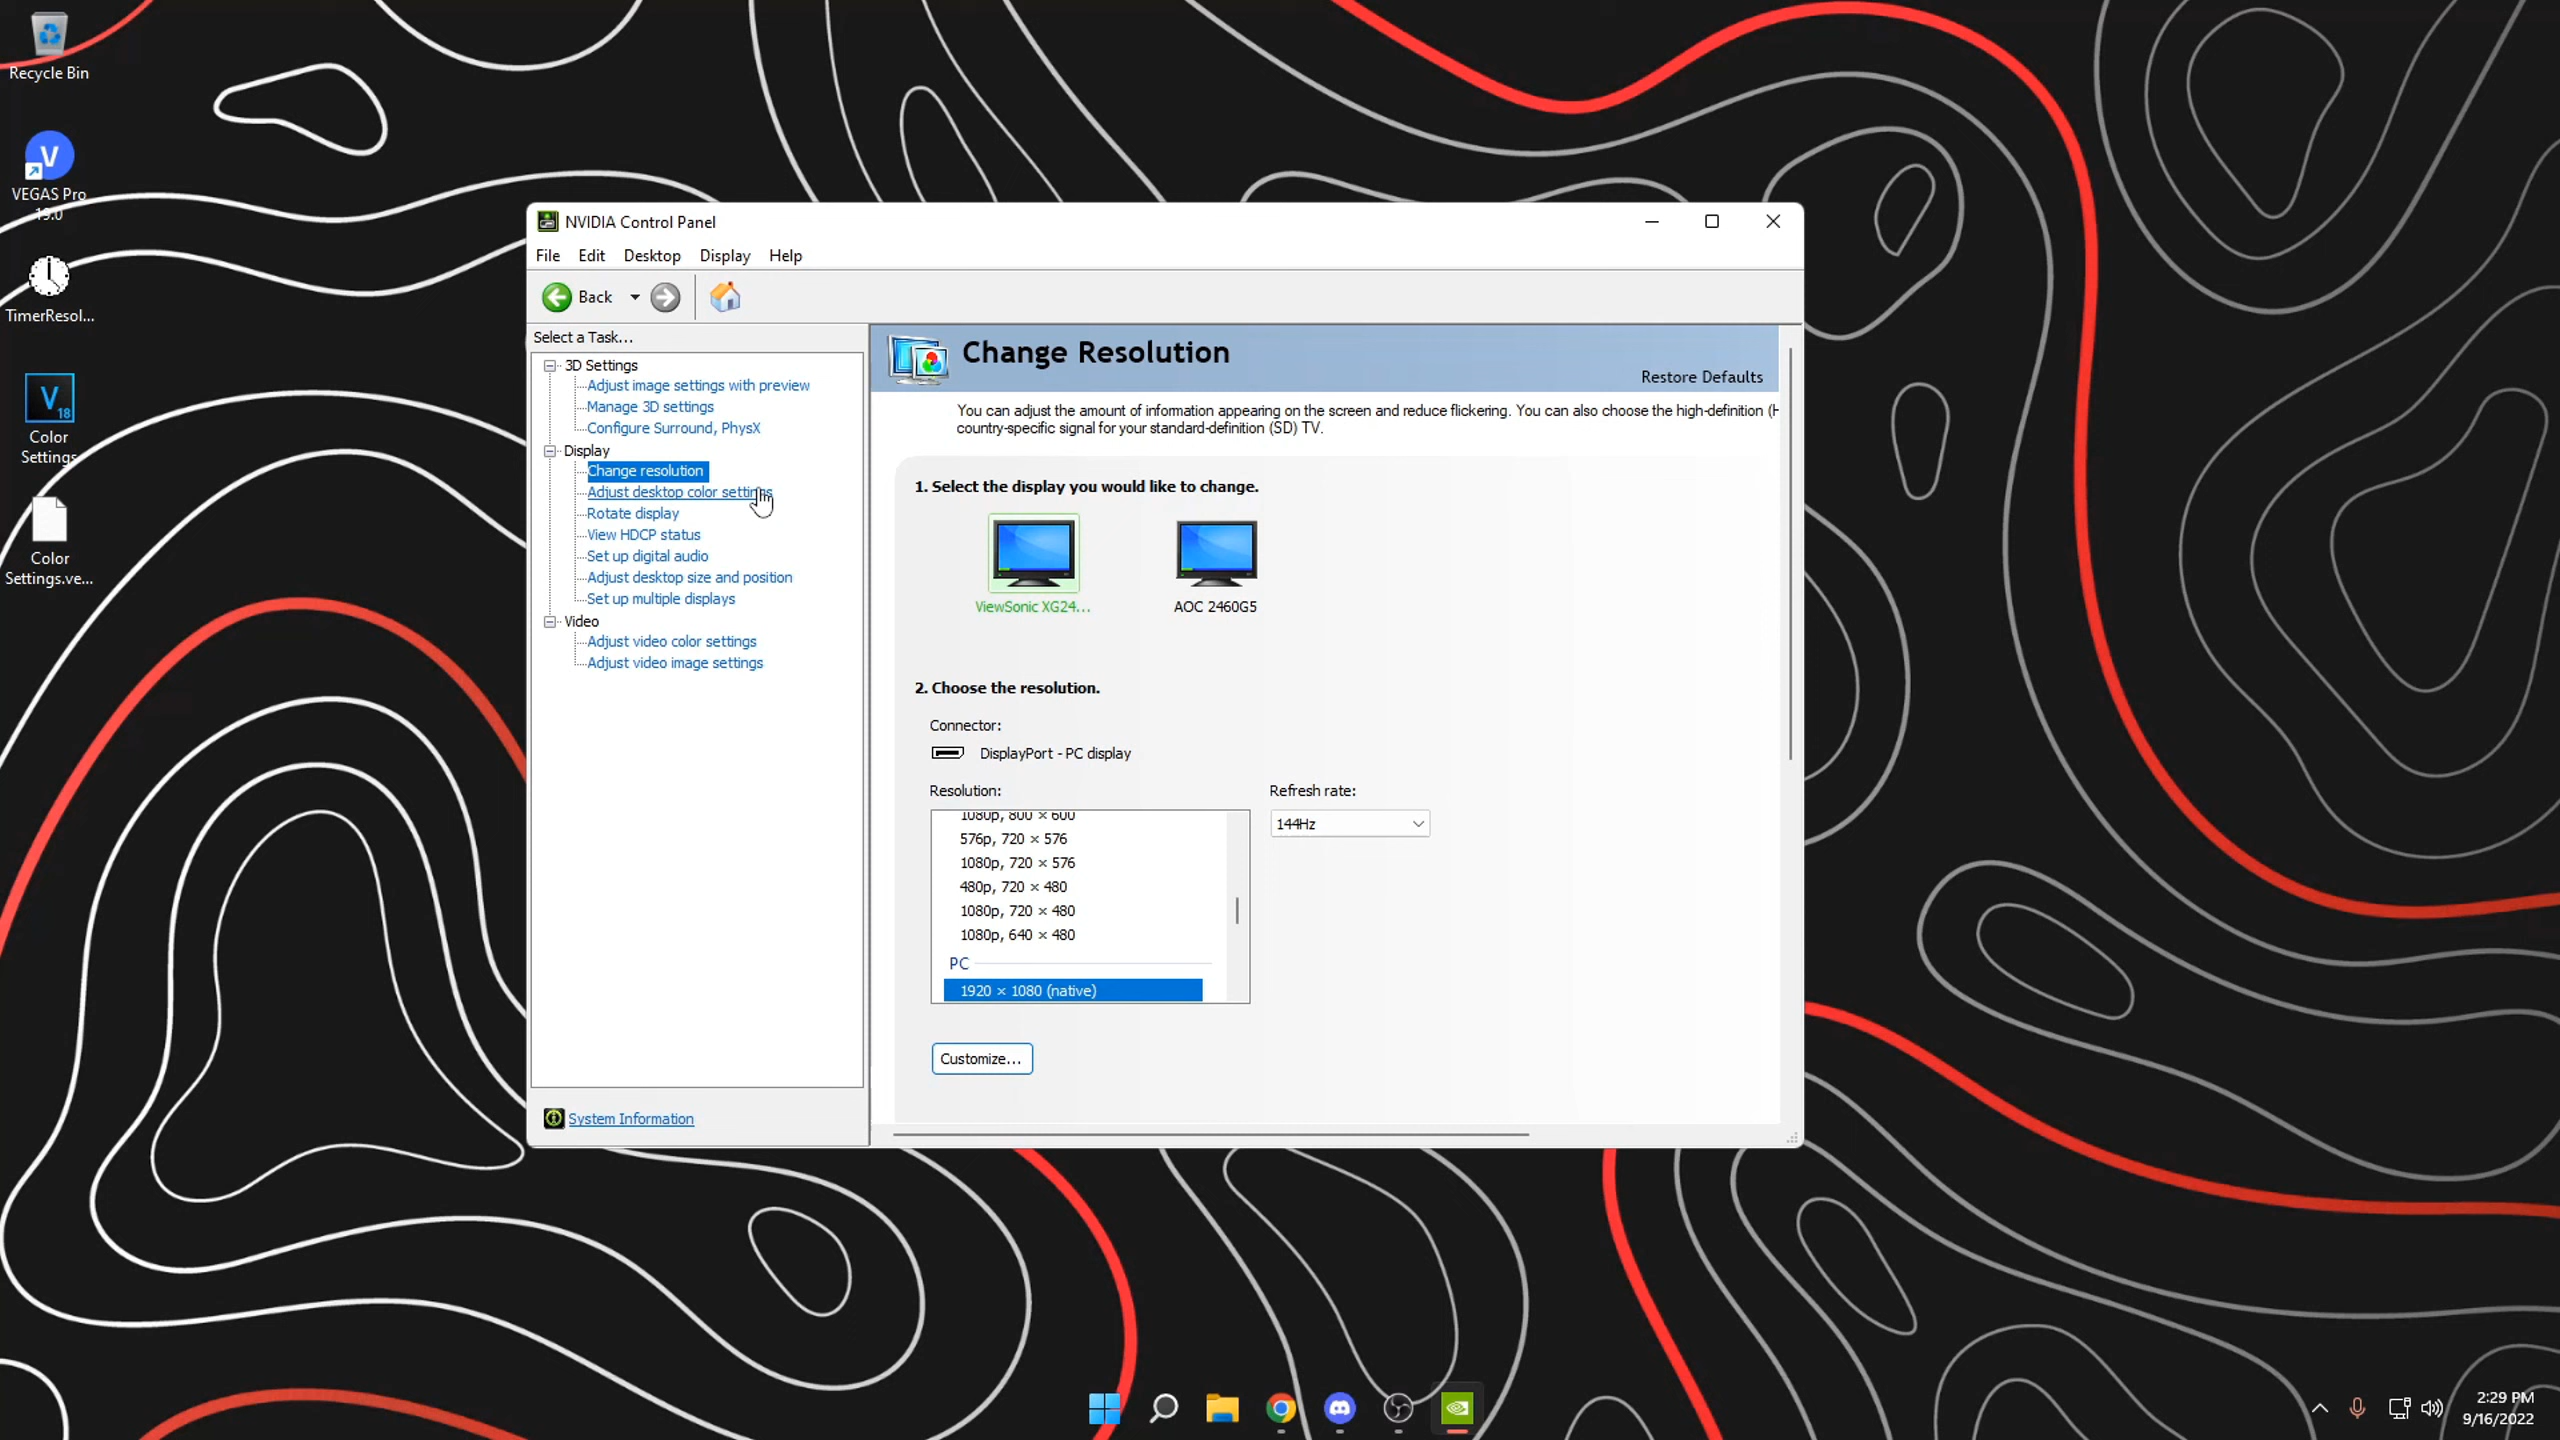 Recycle Bin
VEGAS Pro
19.0
TimerResol...
V
18
Color
Settings
Color
Settings.ve...
NVIDIA Control Panel
File Edit Desktop Display Help
Back
Select a Task...
3D Settings
Adjust image settings with preview
Manage 3D settings
Configure Surround, PhysX
Display
Change resolution
Adjust desktop color settings
Rotate display
View HDCP status
Set up digital audio
Adjust desktop size and position
Set up multiple displays
Video
Adjust video color settings
Adjust video image settings
System Information
Change Resolution
Restore Defaults
You can adjust the amount of information appearing on the screen and reduce flickering. You can also choose the high-definition (H
country-specific signal for your standard-definition (SD) TV.
1. Select the display you would like to change.
ViewSonic XG24... AOC 2460G5
2. Choose the resolution.
Connector:
DisplayPort - PC display
Resolution: Refresh rate:
1080p, 800 × 600
144Hz
576p, 720 × 576
1080p, 720 × 576
480p, 720 × 480
1080p, 720 × 480
1080p, 640 × 480
PC
1920 × 1080 (native)
Customize...
2:29 PM
9/16/2022